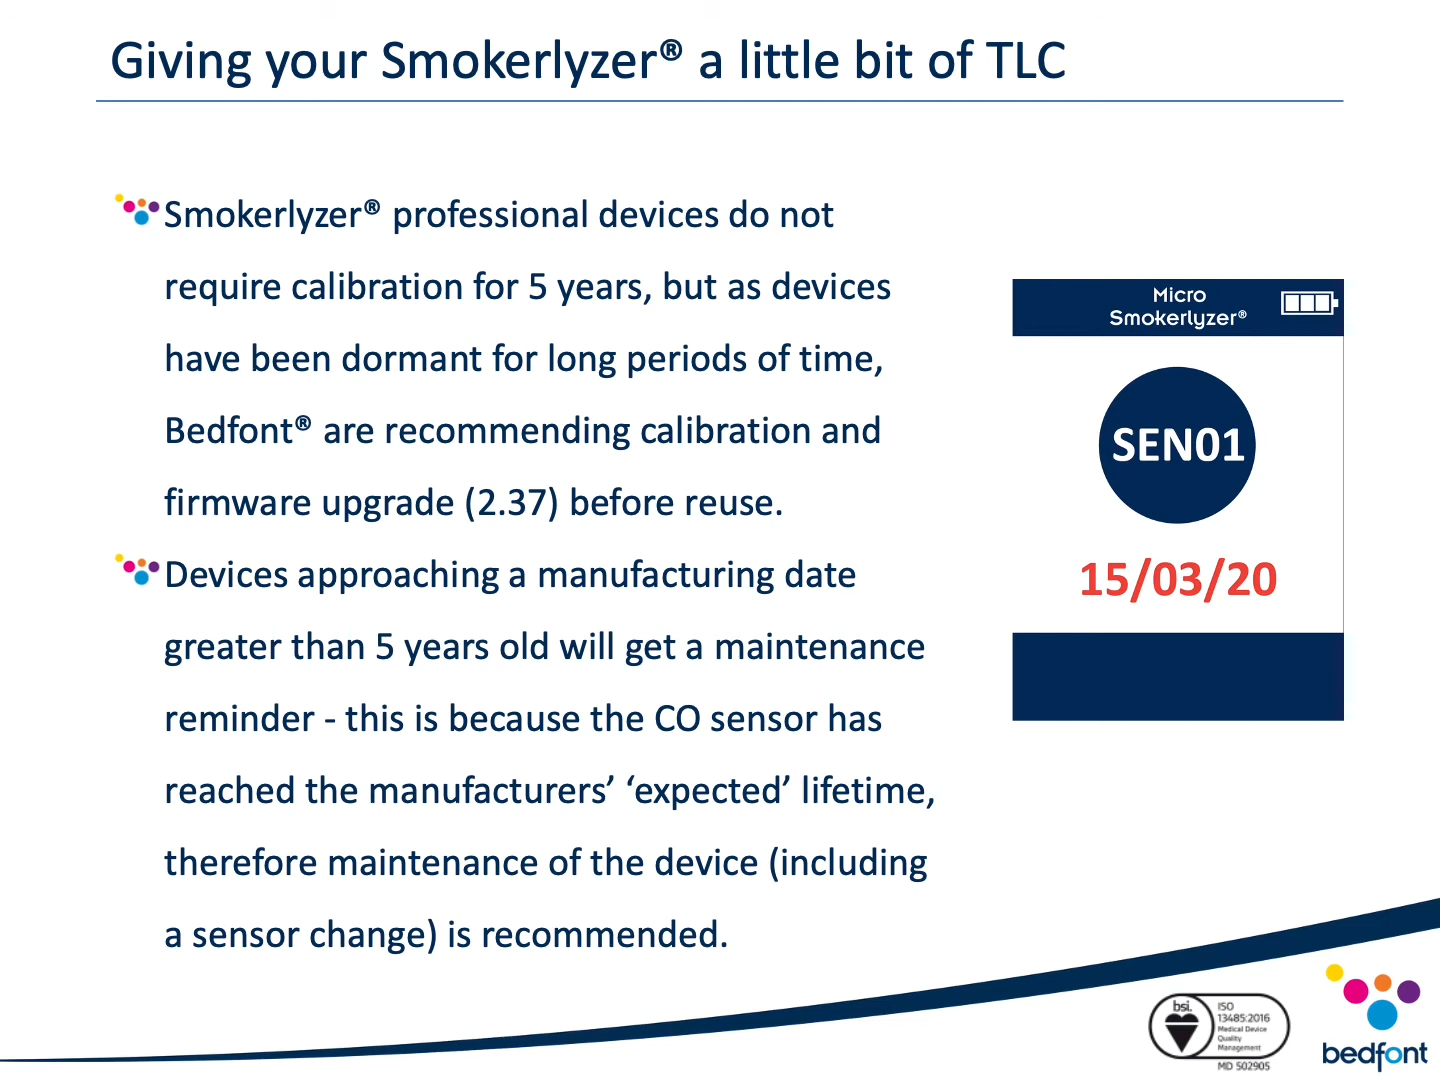 Giving your Smokerlyzer® a little bit of TLC
Smokerlyzer® professional devices do not
require calibration for 5 years, but as devices
have been dormant for long periods of time,
Bedfont® are recommending calibration and
firmware upgrade (2.37) before reuse.
Devices approaching a manufacturing date
greater than 5 years old will get a maintenance
reminder - this is because the CO sensor has
reached the manufacturers’ ‘expected’ lifetime,
therefore maintenance of the device (including
a sensor change) is recommended.
Micro
Smokerlyzer®
SEN01
15/03/20
bsi.
ISO
13485:2016
Medical Device
Quality
Management
MD 502905
bedfont